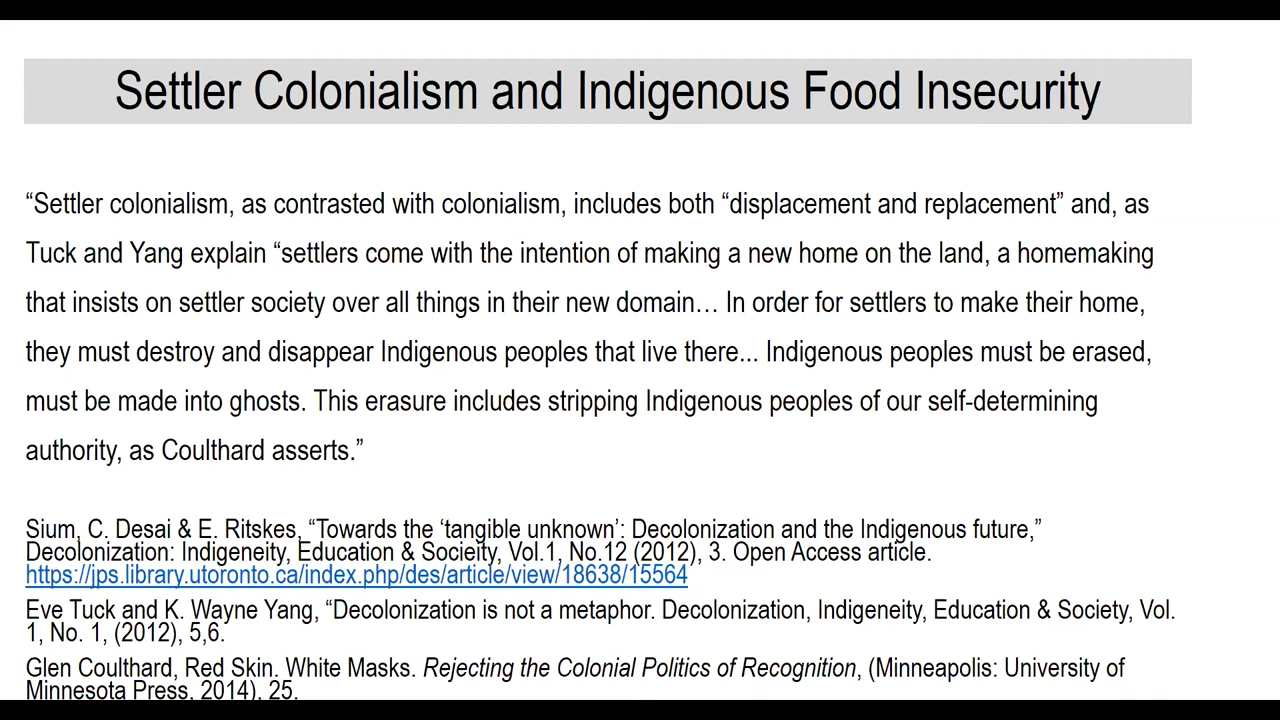 Settler Colonialism and Indigenous Food Insecurity
“Settler colonialism, as contrasted with colonialism, includes both “displacement and replacement” and, as
Tuck and Yang explain “settlers come with the intention of making a new home on the land, a homemaking
that insists on settler society over all things in their new domain… In order for settlers to make their home,
they must destroy and disappear Indigenous peoples that live there... Indigenous peoples must be erased,
must be made into ghosts. This erasure includes stripping Indigenous peoples of our self-determining
authority, as Coulthard asserts.”
Sium, C. Desai & E. Ritskes, “Towards the ‘tangible unknown’: Decolonization and the Indigenous future,”
Decolonization: Indigeneity, Education & Socieity, Vol.1, No.12 (2012), 3. Open Access article.
https://jps.library.utoronto.ca/index.php/des/article/view/18638/15564
Eve Tuck and K. Wayne Yang, “Decolonization is not a metaphor. Decolonization, Indigeneity, Education & Society, Vol.
1, No. 1, (2012), 5,6.
Glen Coulthard, Red Skin. White Masks. Rejecting the Colonial Politics of Recognition, (Minneapolis: University of
Minnesota Press, 2014), 25.